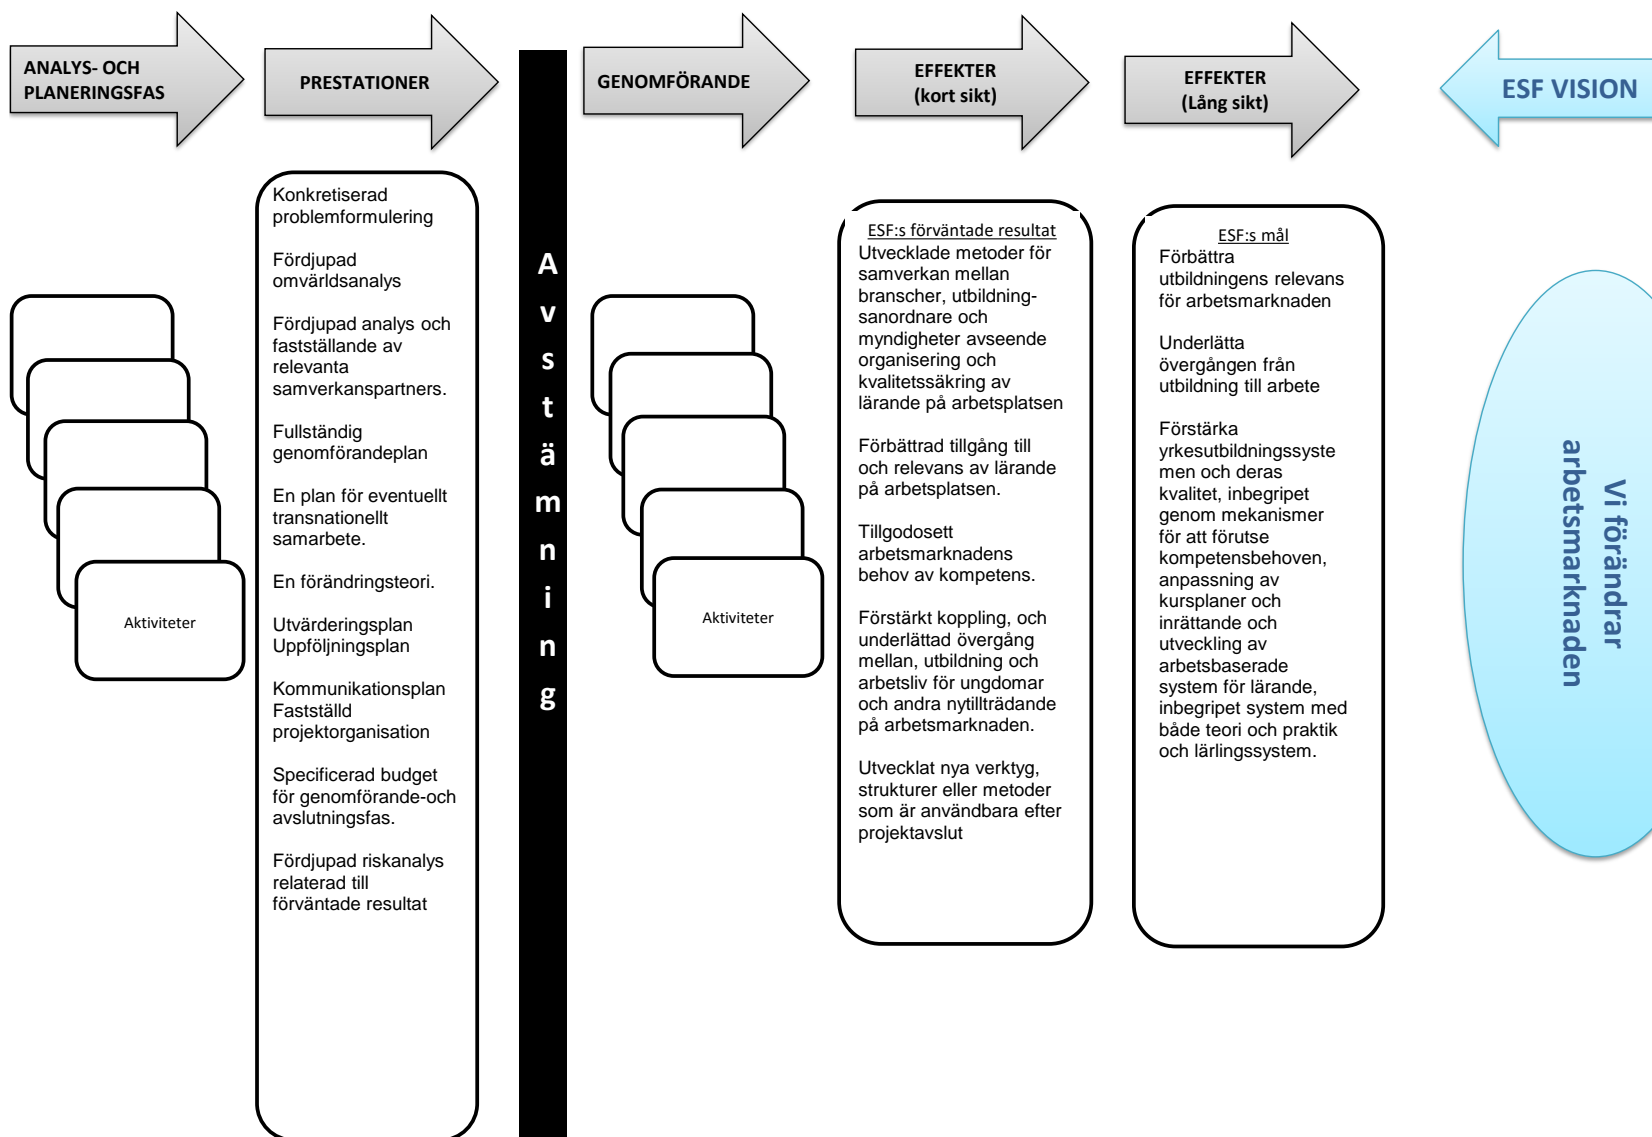 ANALYS- OCH
PLANERINGSFAS
PRESTATIONER
GENOMFÖRANDE
EFFEKTER
(kort sikt)
EFFEKTER
(Lång sikt)
ESF VISION
Aktiviteter
Konkretiserad
problemformulering
Fördjupad
omvärldsanalys
Fördjupad analys och
fastställande av
relevanta
samverkanspartners.
Fullständig
genomförandeplan
En plan för eventuellt
transnationellt
samarbete.
En förändringsteori.
Utvärderingsplan
Uppföljningsplan
Kommunikationsplan
Fastställd
projektorganisation
Specificerad budget
för genomförande-och
avslutningsfas.
Fördjupad riskanalys
relaterad till
förväntade resultat
A
v
s
t
ä
m
n
i
n
g
Aktiviteter
ESF:s förväntade resultat
Utvecklade metoder för
samverkan mellan
branscher, utbildning-
sanordnare och
myndigheter avseende
organisering och
kvalitetssäkring av
lärande på arbetsplatsen
Förbättrad tillgång till
och relevans av lärande
på arbetsplatsen.
Tillgodosett
arbetsmarknadens
behov av kompetens.
Förstärkt koppling, och
underlättad övergång
mellan, utbildning och
arbetsliv för ungdomar
och andra nytillträdande
på arbetsmarknaden.
Utvecklat nya verktyg,
strukturer eller metoder
som är användbara efter
projektavslut
ESF:s mål
Förbättra
utbildningens relevans
för arbetsmarknaden
Underlätta
övergången från
utbildning till arbete
Förstärka
yrkesutbildningssyste
men och deras
kvalitet, inbegripet
genom mekanismer
för att förutse
kompetensbehoven,
anpassning av
kursplaner och
inrättande och
utveckling av
arbetsbaserade
system för lärande,
inbegripet system med
både teori och praktik
och lärlingssystem.
Vi förändrar
arbetsmarknaden